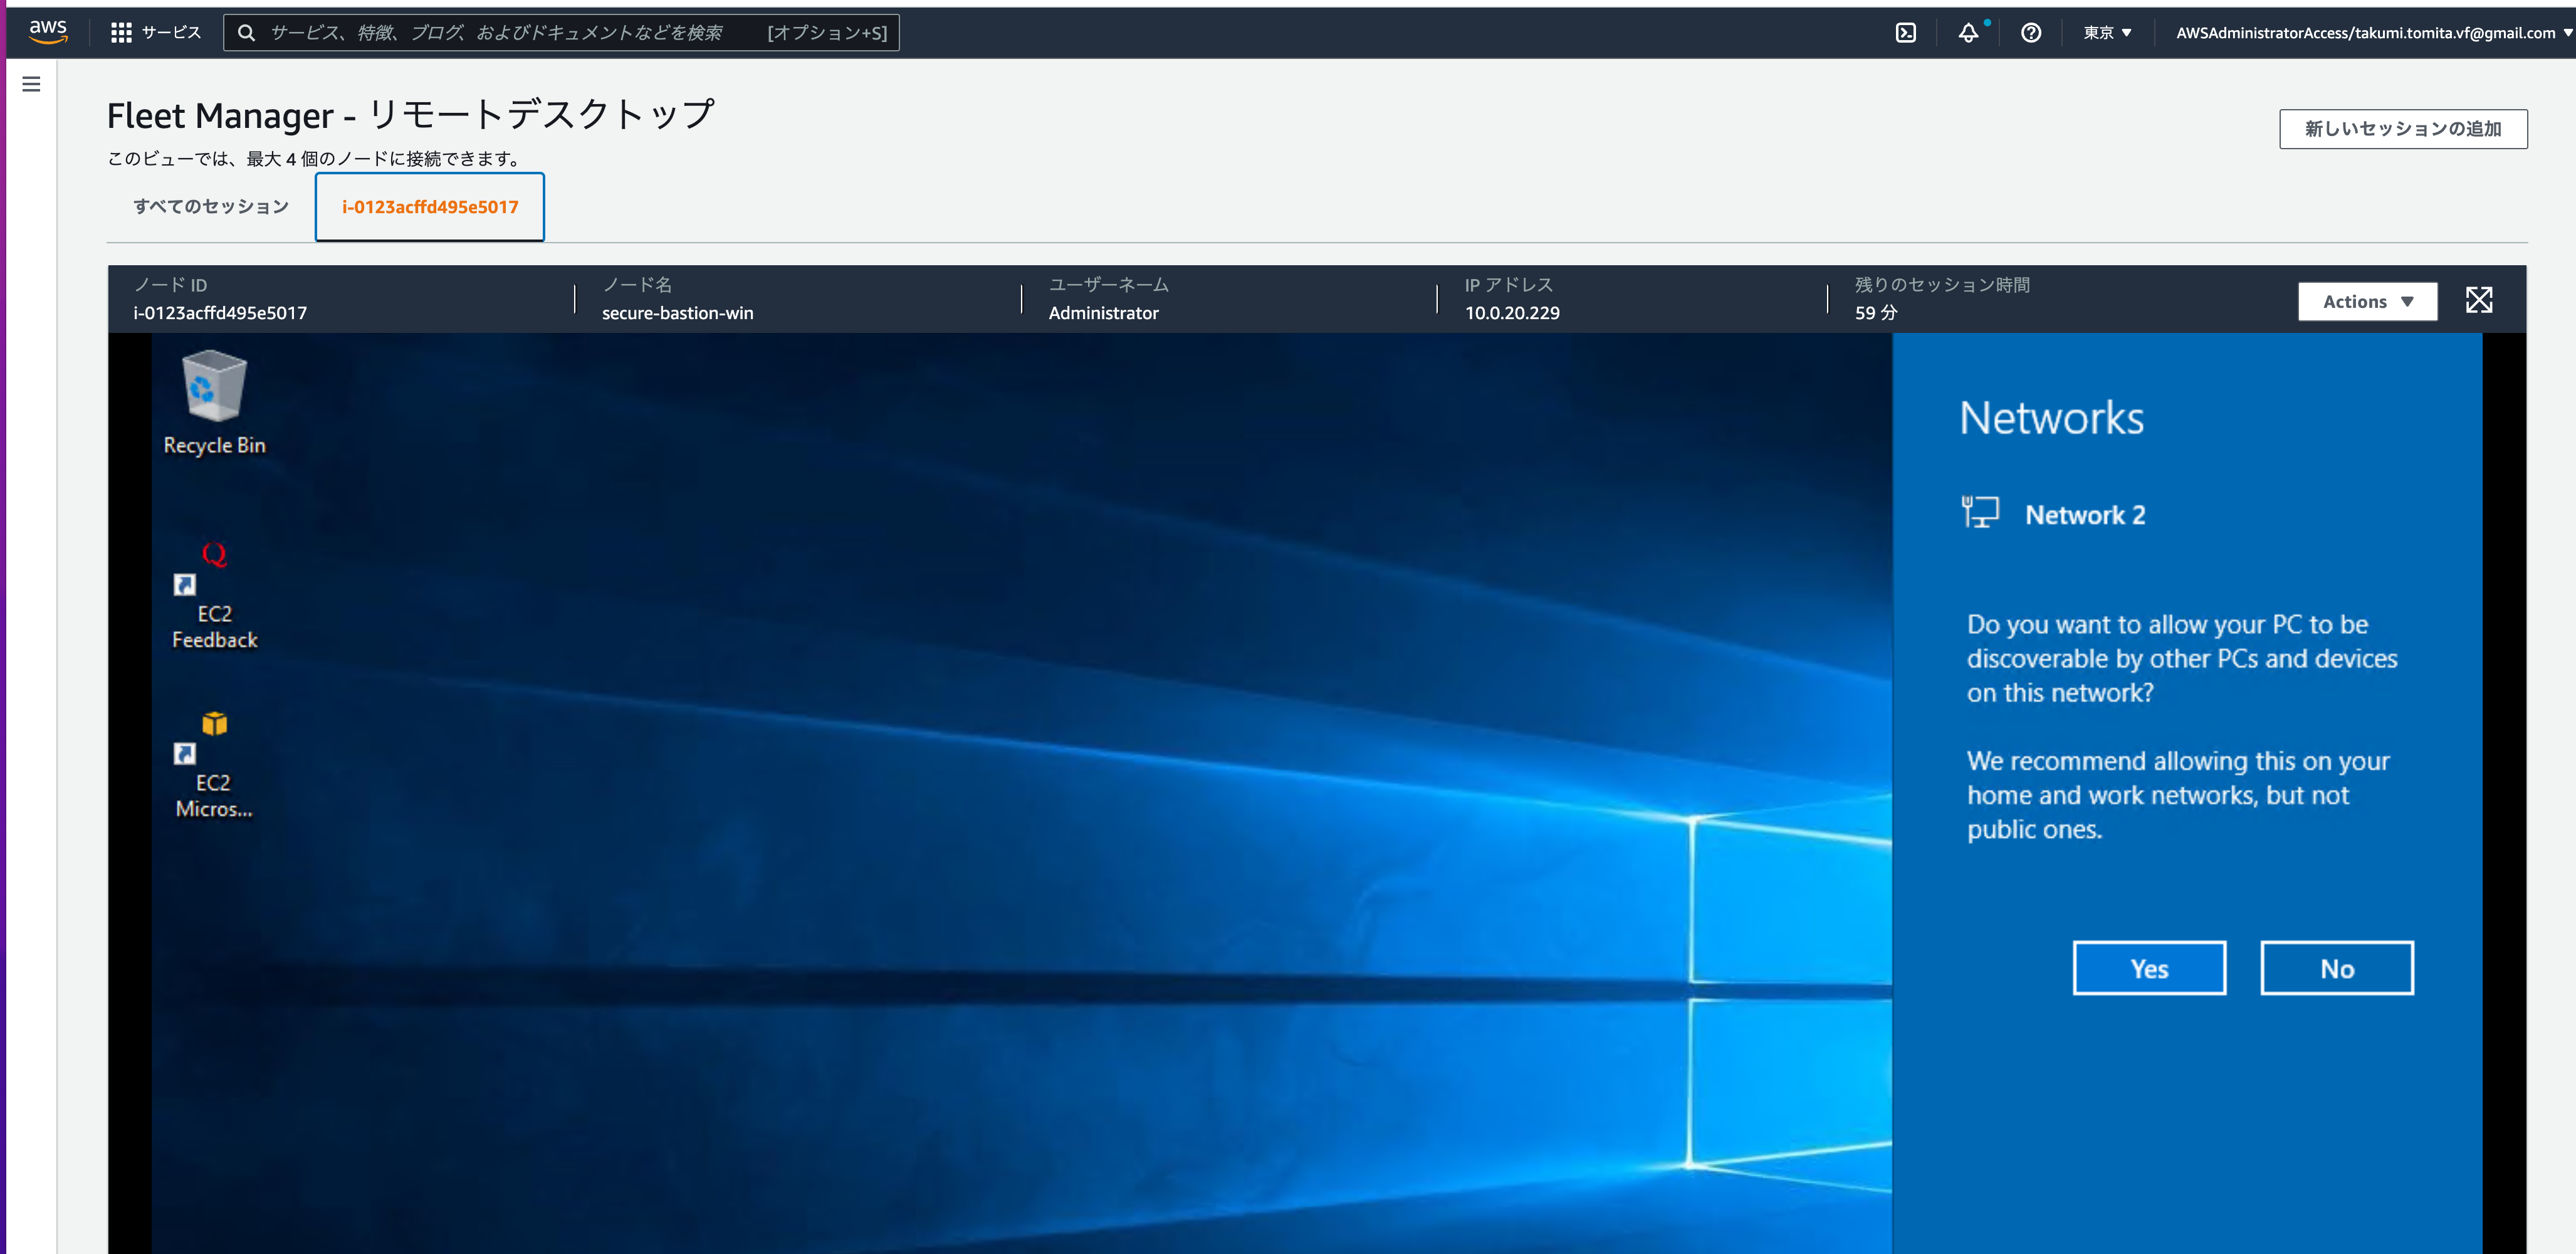 aws
サービス
サービス、特徴、ブログ、およびドキュメントなどを検索
[オプション+S]
東京 ▼
AWSAdministratorAccess/takumi.tomita.vf@gmail.com ▼
Fleet Manager - リモートデスクトップ
新しいセッションの追加
このビューでは、最大 4 個のノードに接続できます。
すべてのセッション
i-0123acffd495e5017
ノード ID
i-0123acffd495e5017
ノード名
secure-bastion-win
ユーザーネーム
Administrator
IP アドレス
10.0.20.229
残りのセッション時間
59 分
Actions ▼
Recycle Bin
EC2
Feedback
EC2
Micros...
Networks
Network 2
Do you want to allow your PC to be
discoverable by other PCs and devices
on this network?
We recommend allowing this on your
home and work networks, but not
public ones.
Yes
No